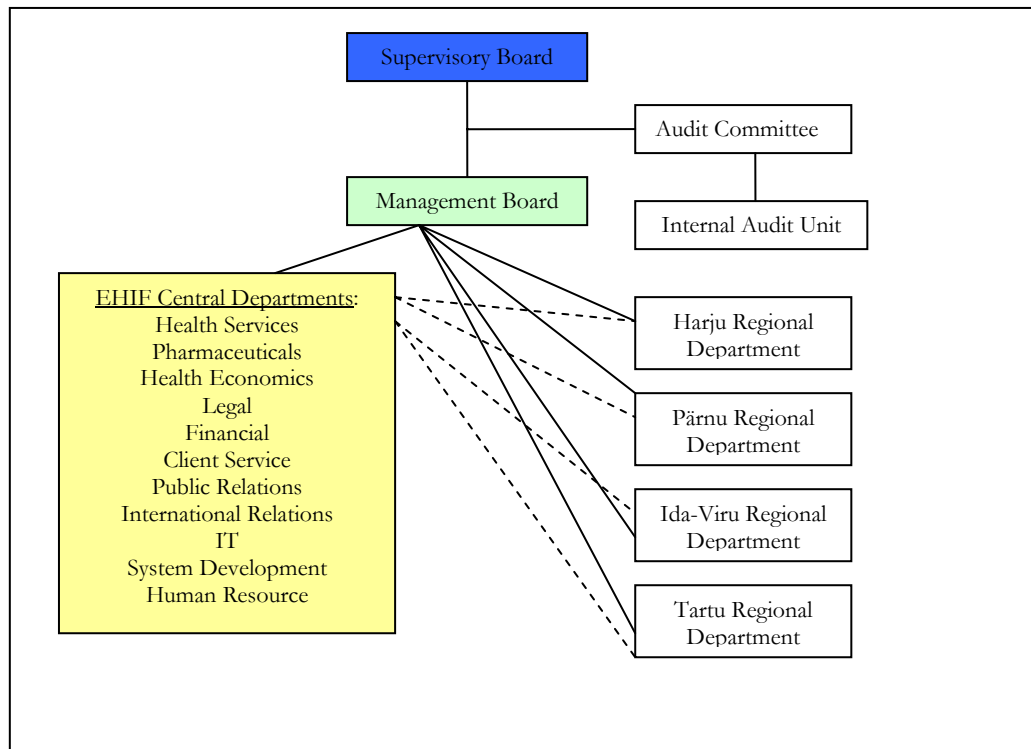 Supervisory Board
Audit Committee
Management Board
Internal Audit Unit
EHIF Central Departments:
Health Services
Pharmaceuticals
Health Economics
Legal
Financial
Client Service
Public Relations
International Relations
IT
System Development
Human Resource
Harju Regional
Department
Pärnu Regional
Department
Ida-Viru Regional
Department
Tartu Regional
Department